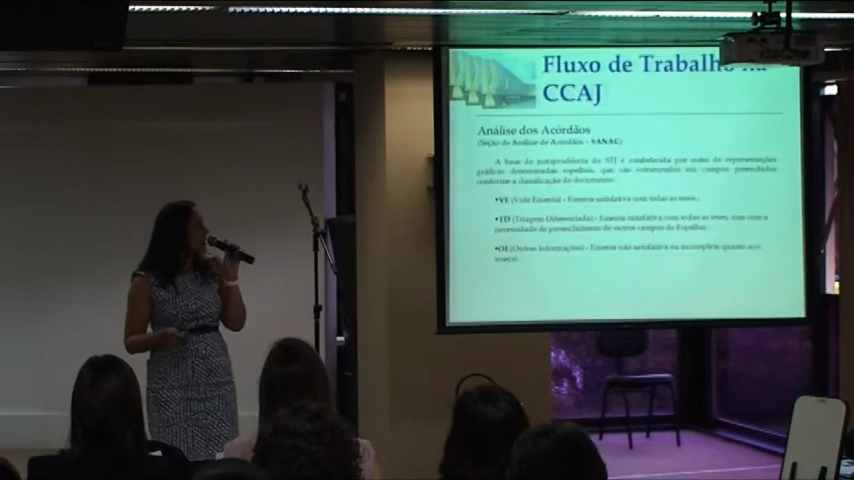 Fluxo de Trabalho na
CCAJ
Análise dos Acórdãos
(Seção de Análise de Acórdãos - SANAC)
A base de jurisprudência do STJ é estabelecida por meio de representações
gráficas denominadas espelhos, que são estruturados em campos preenchidos
conforme a classificação do documento:
•VE (Vide Ementa) - Ementa satisfativa com todas as teses;
•TD (Triagem Diferenciada) - Ementa satisfativa com todas as teses, mas com a
necessidade de preenchimento de outros campos do Espelho;
•OI (Outras Informações) - Ementa não satisfativa ou incompleta quanto à(s)
tese(s).